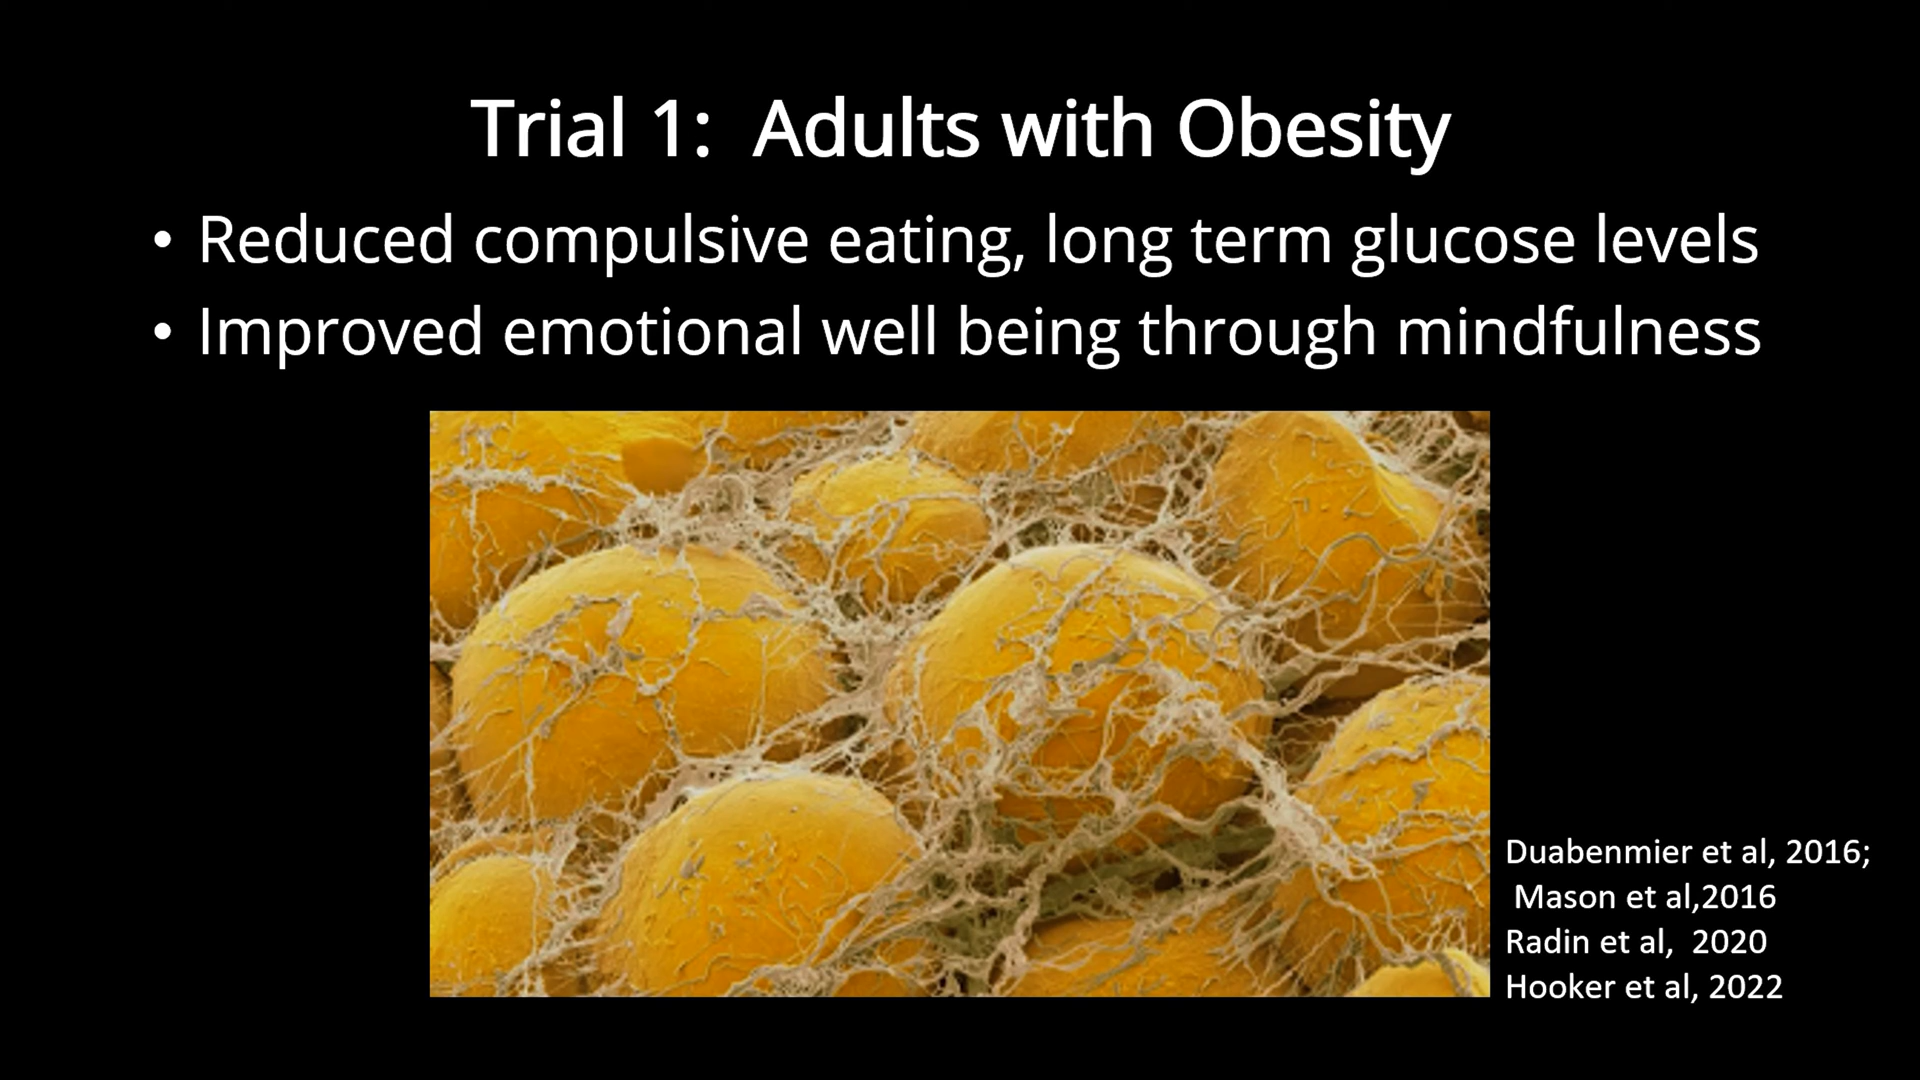 Trial 1:  Adults with Obesity
• Reduced compulsive eating, long term glucose levels
• Improved emotional well being through mindfulness
Duabenmier et al, 2016;
Mason et al,2016
Radin et al,  2020
Hooker et al, 2022